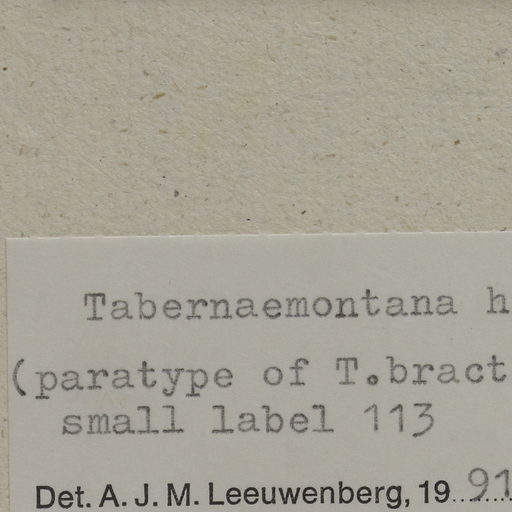 Tabernaemontana h
(paratype of T.bract
small label 113
Det. A. J. M. Leeuwenberg, 19 91